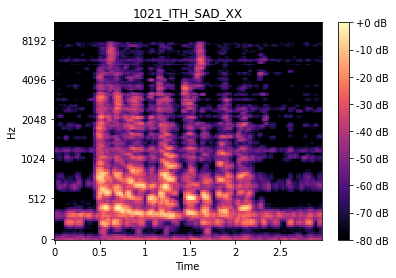 1021_ITH_SAD_XX
+0 dB
8192
-10 dB
4096
-20 dB
-30 dB
2048
Hz
-40 dB
1024
-50 dB
512
-60 dB
-70 dB
0
-80 dB
0 0.5 1 1.5 2 2.5
Time